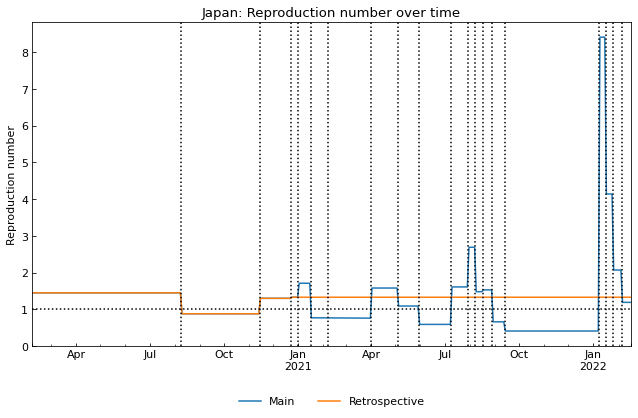 Japan: Reproduction number over time
Reproduction number
8
7
6
5
4
3
2
1
0
Apr Jul Oct Jan Apr Jul Oct Jan
2021 2022
Main Retrospective